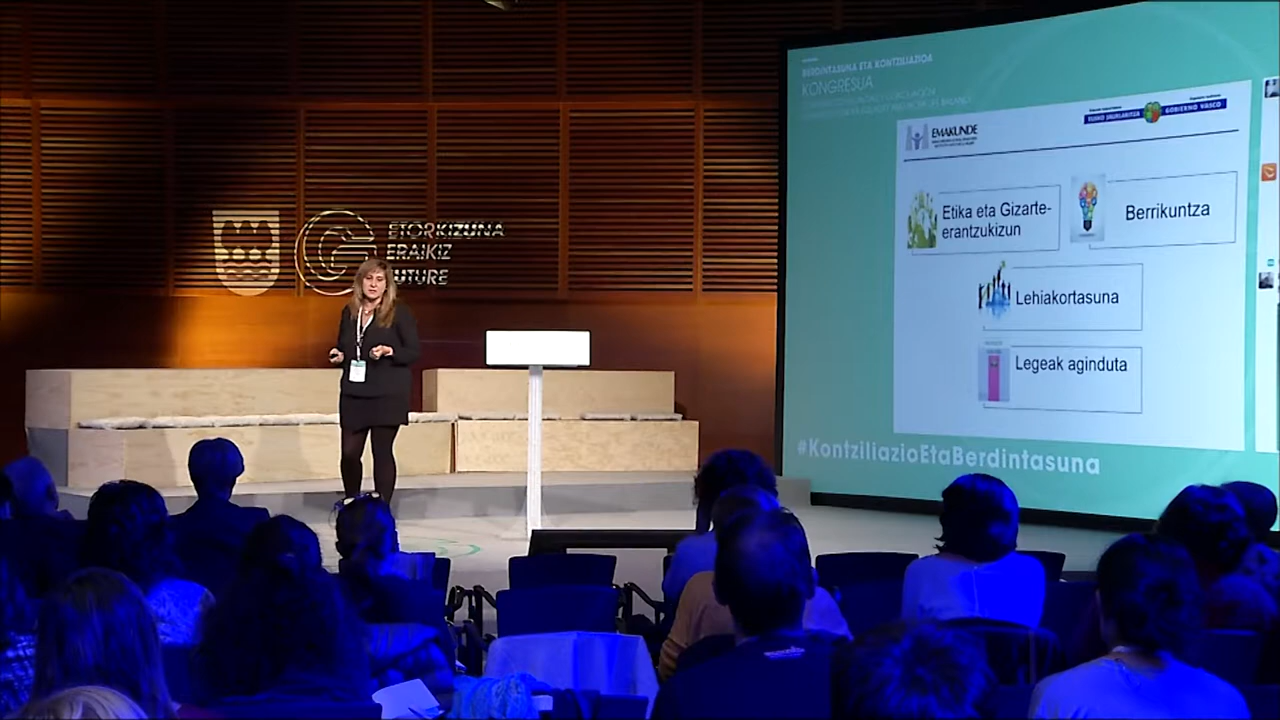 BERDINTASUNA ETA KONTZILIAZIOA
KONGRESUA
EMAKUNDE
EUSKO JAURLARITZA
GOBIERNO VASCO
Etika eta Gizarte-
erantzukizun
Berrikuntza
Lehiakortasuna
Legeak aginduta
#KontziliazioEtaBerdintasuna
G
ETORKIZUNA
ERAIKIZ
UTURE